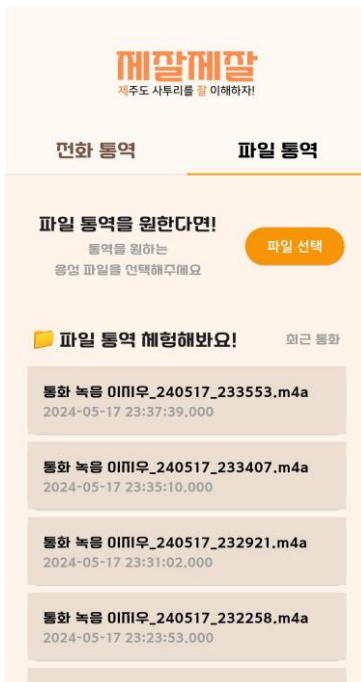 제잘제잘
제주도 사투리를 잘 이해하자!
전화 통역
파일 통역
파일 통역을 원한다면!
통역을 원하는
음성 파일을 선택해주세요
파일 선택
📁 파일 통역 체험해봐요!
최근 통화
통화 녹음 이지우_240517_233553.m4a
2024-05-17 23:37:39.000
통화 녹음 이지우_240517_233407.m4a
2024-05-17 23:35:10.000
통화 녹음 이지우_240517_232921.m4a
2024-05-17 23:31:02.000
통화 녹음 이지우_240517_232258.m4a
2024-05-17 23:23:53.000